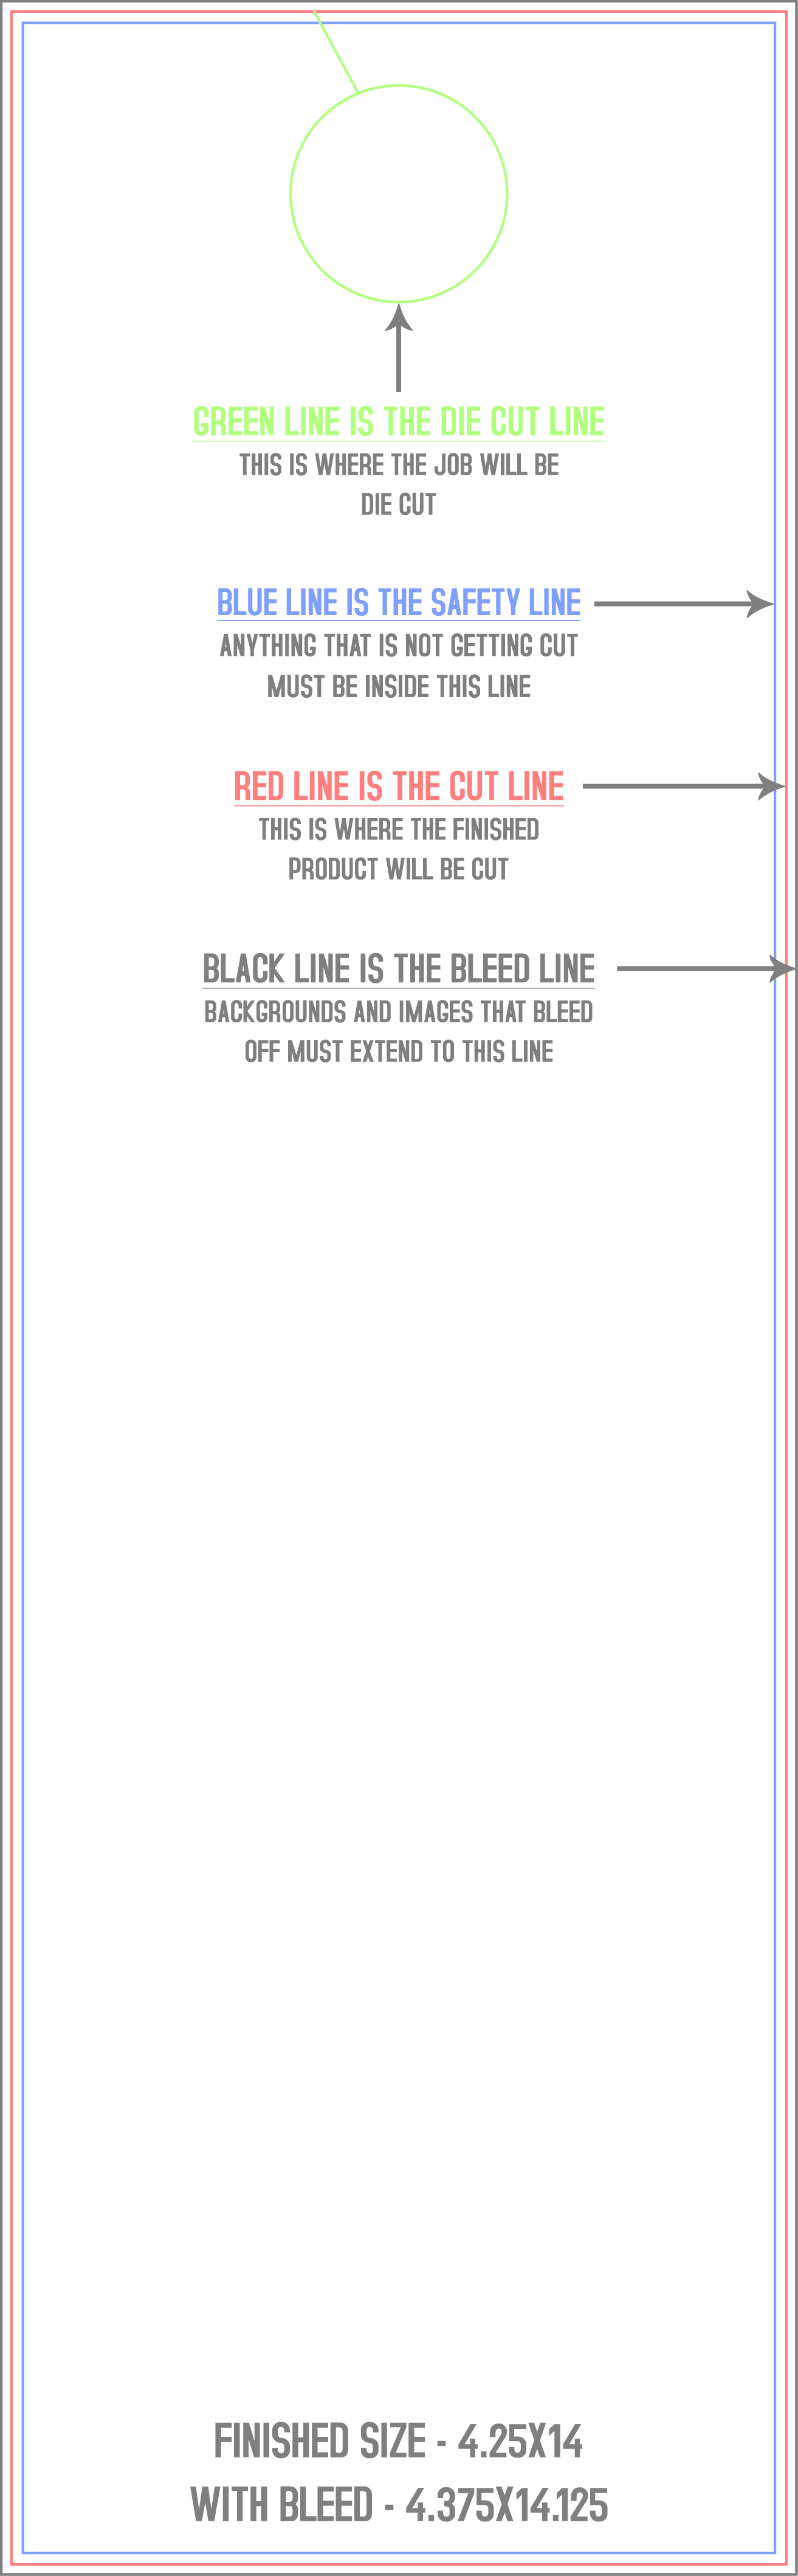 GREEN LINE IS THE DIE CUT LINE
THIS IS WHERE THE JOB WILL BE
DIE CUT
BLUE LINE IS THE SAFETY LINE
ANYTHING THAT IS NOT GETTING CUT
MUST BE INSIDE THIS LINE
RED LINE IS THE CUT LINE
THIS IS WHERE THE FINISHED
PRODUCT WILL BE CUT
BLACK LINE IS THE BLEED LINE
BACKGROUNDS AND IMAGES THAT BLEED
OFF MUST EXTEND TO THIS LINE
FINISHED SIZE - 4.25X14
WITH BLEED - 4.375X14.125